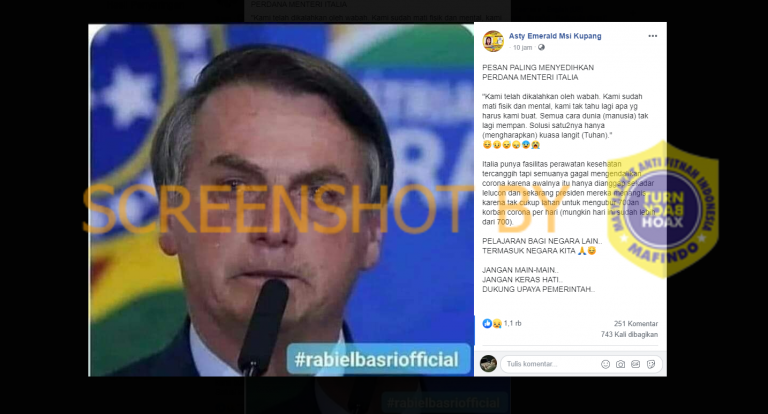 PERDANA MENTERI ITALIA
Asty Emerald Msi Kupang
· 10 jam ·
PESAN PALING MENYEDIHKAN
PERDANA MENTERI ITALIA
"Kami telah dikalahkan oleh wabah. Kami sudah
mati fisik dan mental, kami tak tahu lagi apa yg
harus kami buat. Semua cara dunia (manusia) tak
lagi mempan. Solusi satu2nya hanya
(mengharapkan) kuasa langit (Tuhan)."
Italia punya fasilitas perawatan kesehatan
tercanggih tapi semuanya gagal mengendalikan
corona karena awalnya itu hanya dianggap sekadar
lelucon dan sekarang presiden mereka menangis
karena tak cukup lahan untuk mengubur 700an
korban corona per hari (mungkin hari ini sudah lebih
dari 700).
PELAJARAN BAGI NEGARA LAIN..
TERMASUK NEGARA KITA
JANGAN MAIN-MAIN..
JANGAN KERAS HATI..
DUKUNG UPAYA PEMERINTAH..
1,1 rb
251 Komentar
743 Kali dibagikan
Tulis komentar...
#rabielbasriofficial
SCREENSHOT BY
MASYARAKAT ANTI FITNAH INDONESIA
TURN
BACK
HOAX
MAFINDO
#rabielbasriofficial